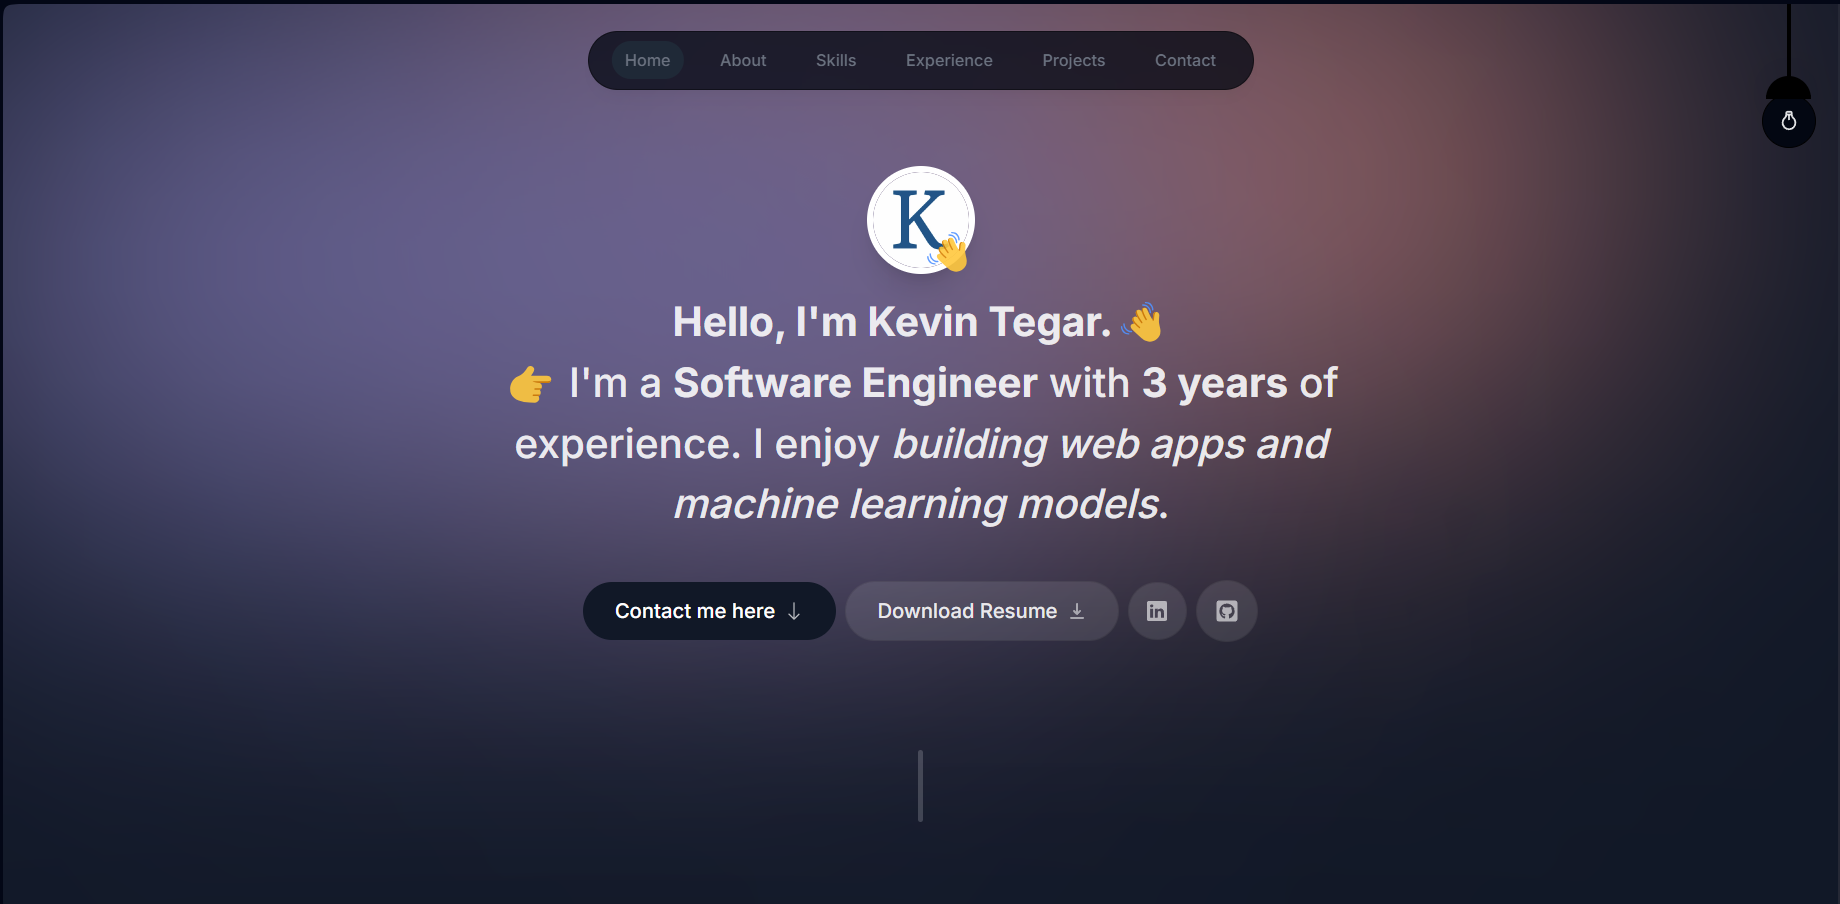 Home About Skills Experience Projects Contact
K
Hello, I'm Kevin Tegar. 👋
👉 I'm a Software Engineer with 3 years of
experience. I enjoy building web apps and
machine learning models.
Contact me here ↓ Download Resume in